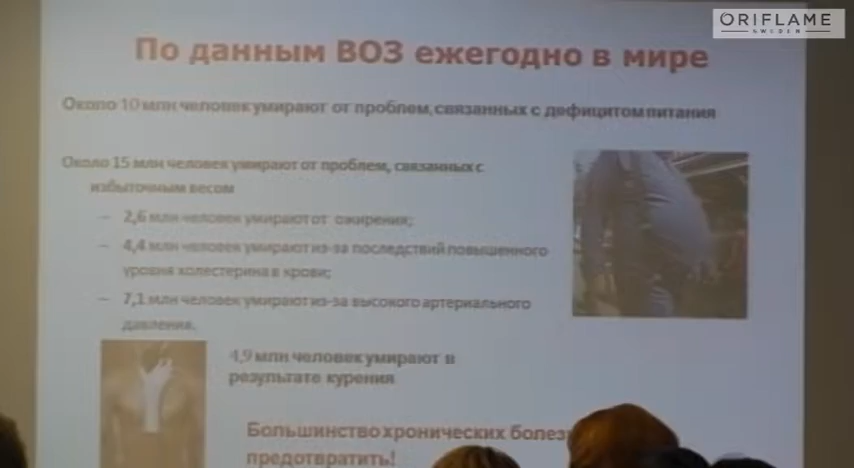 ORIFLAME
SWEDEN
По данным ВОЗ ежегодно в мире
Около 10 млн человек умирают от проблем, связанных с дефицитом питания
Около 15 млн человек умирают от проблем, связанных с
избыточным весом
– 2,6 млн человек умирают от ожирения;
– 4,4 млн человек умирают из-за последствий повышенного
уровня холестерина в крови;
– 7,1 млн человек умирают из-за высокого артериального
давления.
4,9 млн человек умирают в
результате курения
Большинство хронических
предотвратить!